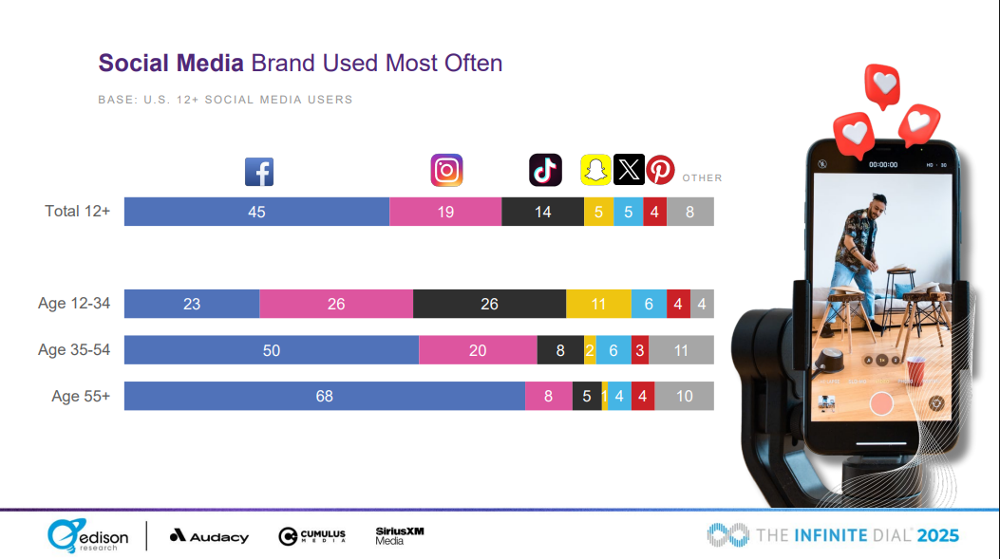 Social Media Brand Used Most Often
BASE: U.S. 12+ SOCIAL MEDIA USERS
OTHER
Total 12+ 45 19 14 5 5 4 8
Age 12-34 23 26 26 11 6 4 4
Age 35-54 50 20 8 2 6 3 11
Age 55+ 68 8 5 1 4 4 10
00:00:00 HD · 30
edison
research
Audacy
CUMULUS
MEDIA
SiriusXM
Media
THE INFINITE DIAL® 2025